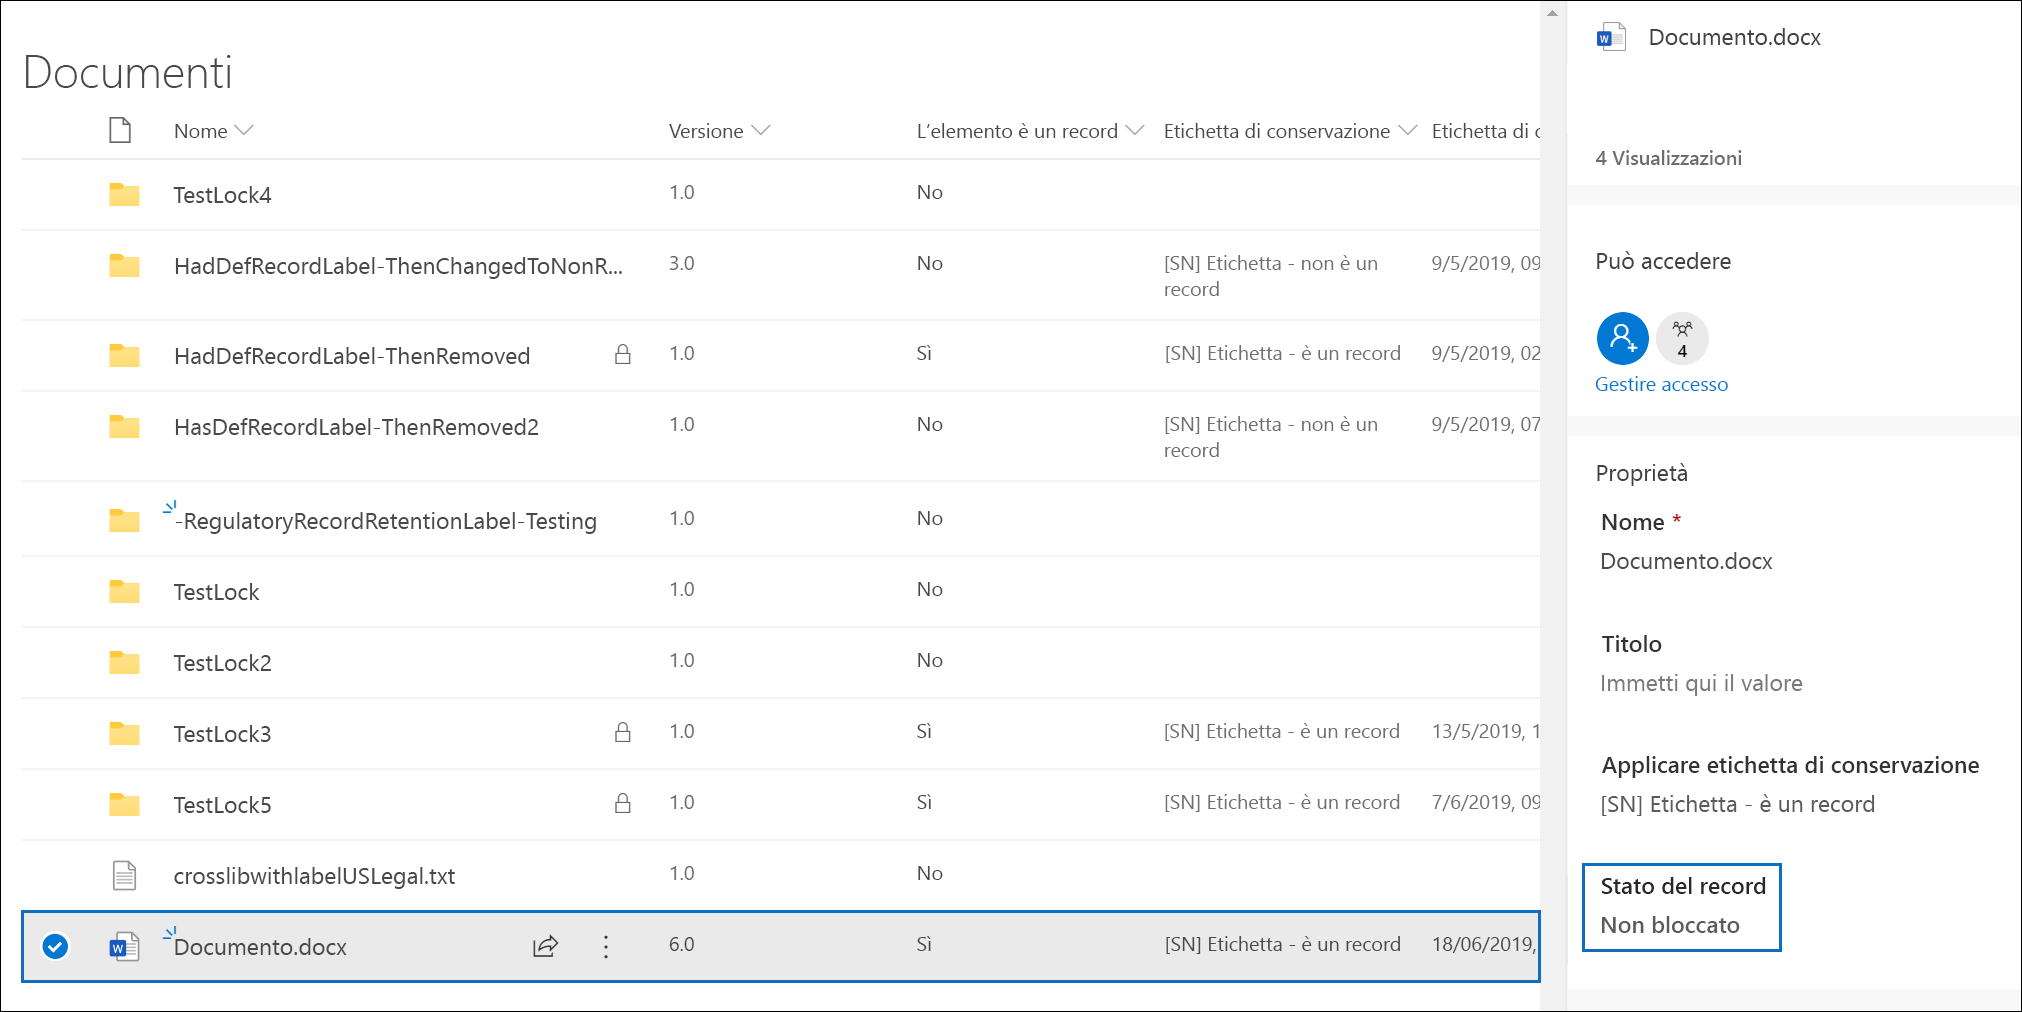 Documenti
Nome Versione L'elemento è un record Etichetta di conservazione Etichetta di
TestLock4 1.0 No
HadDefRecordLabel-ThenChangedToNonR... 3.0 No [SN] Etichetta - non è un record 9/5/2019, 09
HadDefRecordLabel-ThenRemoved 1.0 Sì [SN] Etichetta - è un record 9/5/2019, 02
HasDefRecordLabel-ThenRemoved2 1.0 No [SN] Etichetta - non è un record 9/5/2019, 07
-RegulatoryRecordRetentionLabel-Testing 1.0 No
TestLock 1.0 No
TestLock2 1.0 No
TestLock3 1.0 Sì [SN] Etichetta - è un record 13/5/2019, 1
TestLock5 1.0 Sì [SN] Etichetta - è un record 7/6/2019, 09
crosslibwithlabelUSLegal.txt 1.0 No
Documento.docx 6.0 Sì [SN] Etichetta - è un record 18/06/2019,
Documento.docx
4 Visualizzazioni
Può accedere
4
Gestire accesso
Proprietà
Nome *
Documento.docx
Titolo
Immetti qui il valore
Applicare etichetta di conservazione
[SN] Etichetta - è un record
Stato del record
Non bloccato